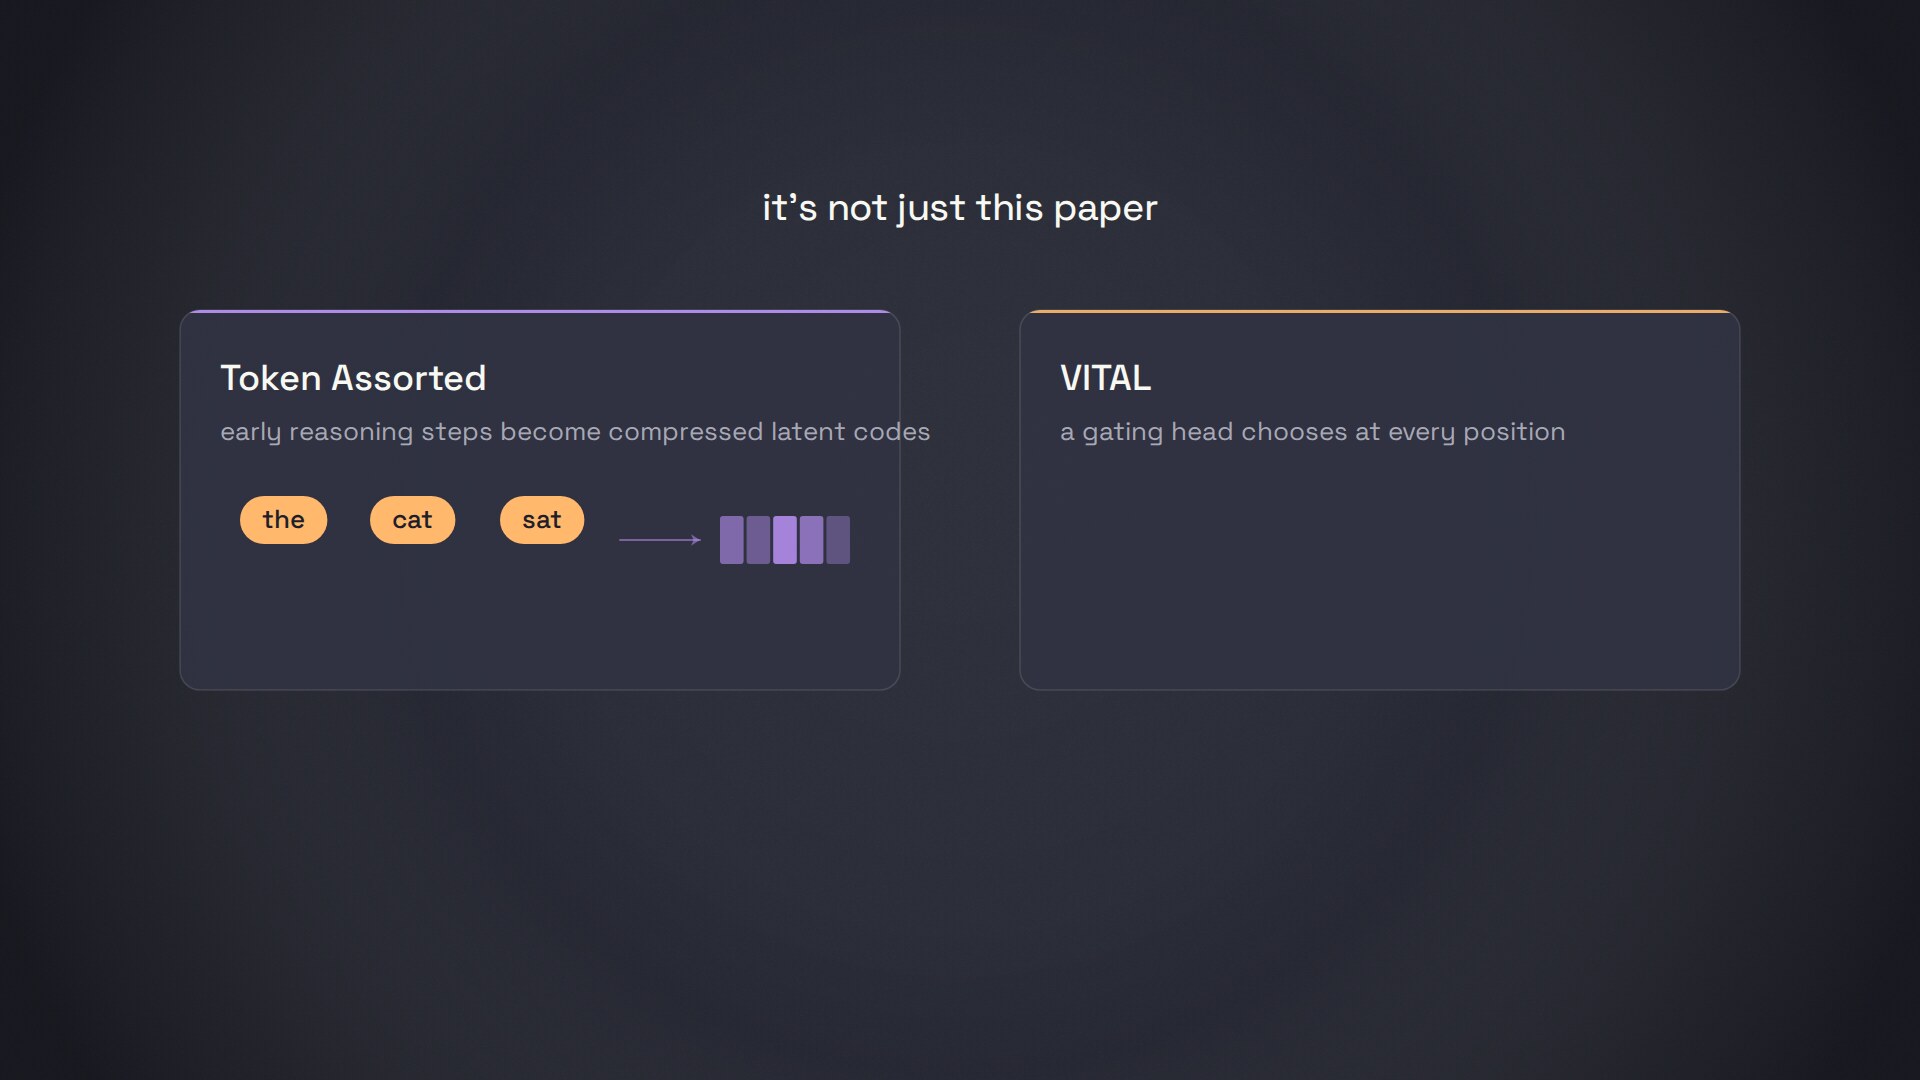 it's not just this paper
Token Assorted
early reasoning steps become compressed latent codes
the cat sat
VITAL
a gating head chooses at every position